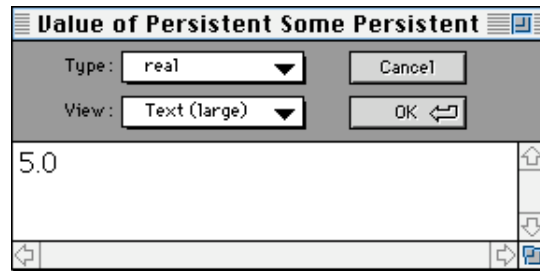 Value of Persistent Some Persistent
Type: real Cancel
View: Text (large) OK
5.0